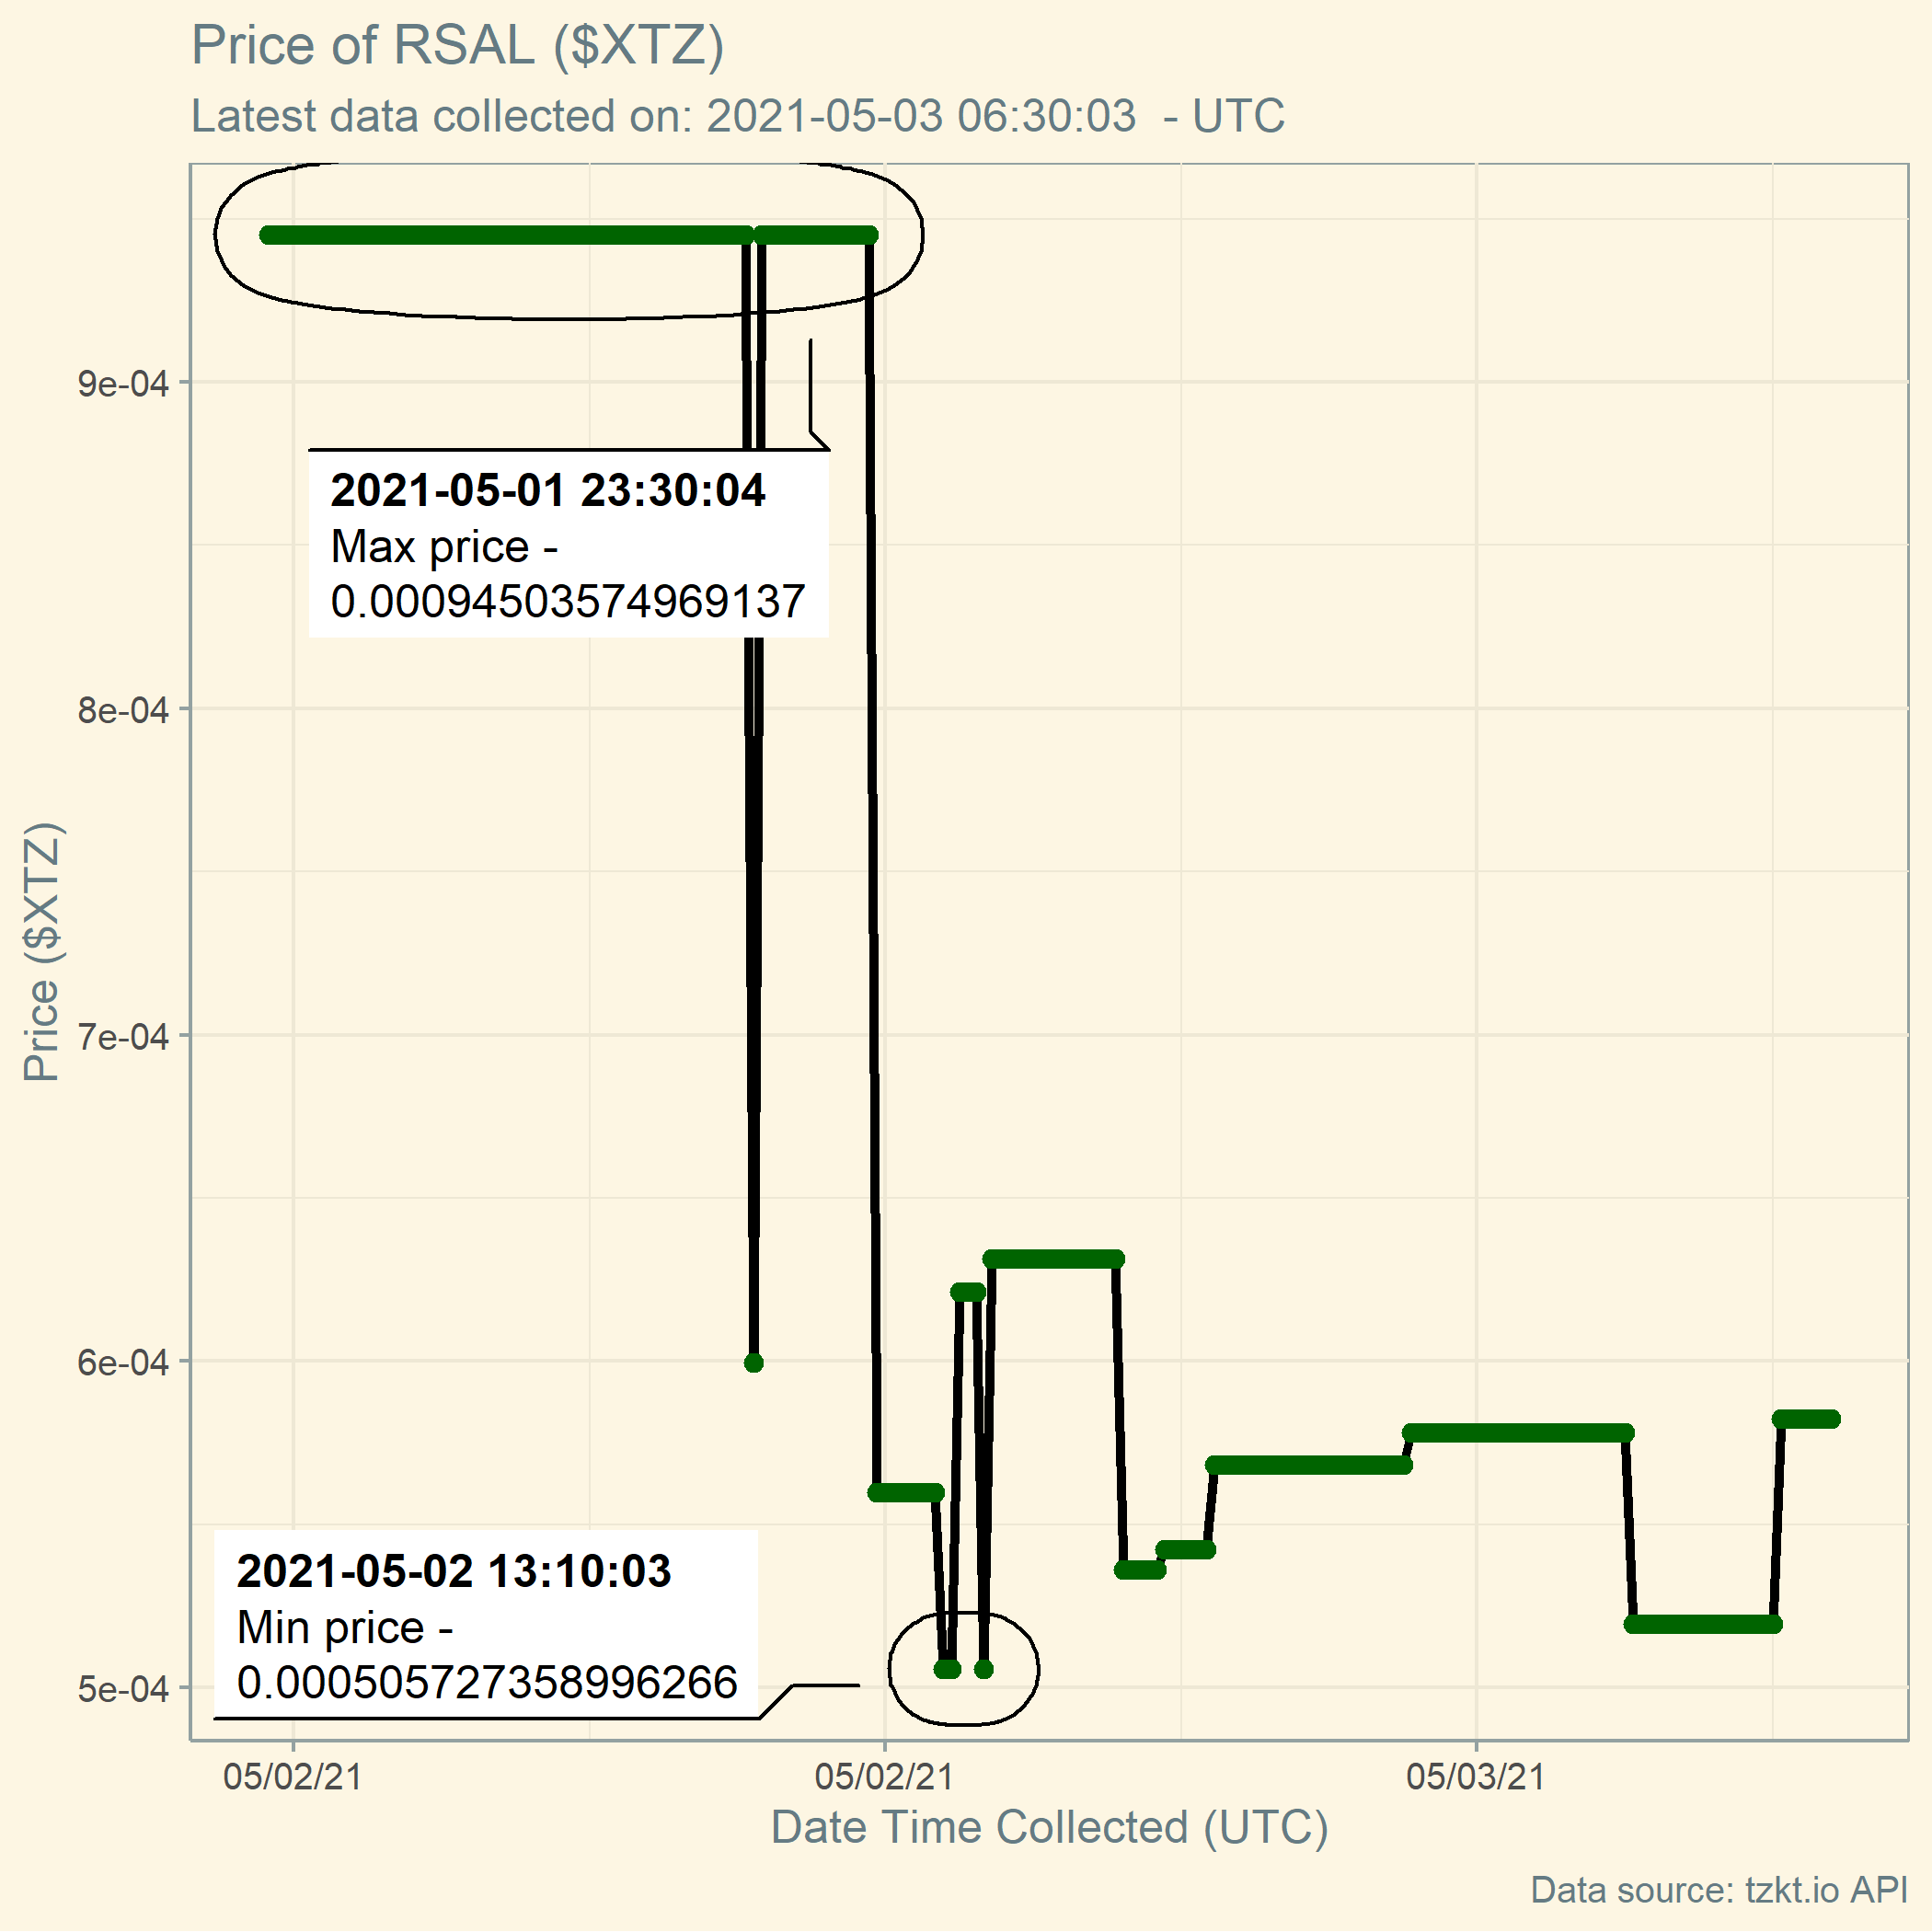 Price of RSAL ($XTZ)
Latest data collected on: 2021-05-03 06:30:03  - UTC
Price ($XTZ)
9e-04
8e-04
7e-04
6e-04
5e-04
2021-05-01 23:30:04
Max price -
0.00094503574969137
2021-05-02 13:10:03
Min price -
0.0005057273589962​66
05/02/21
05/02/21
05/03/21
Date Time Collected (UTC)
Data source: tzkt.io API